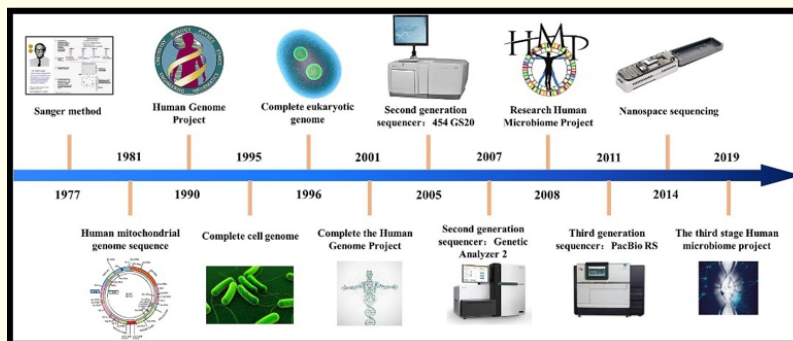 HMP
Sanger method
Human Genome
Project
Complete eukaryotic
genome
Second generation
sequencer: 454 GS20
Research Human
Microbiome Project
Nanospace sequencing
1981
1995
2001
2007
2011
2019
1977
1990
1996
2005
2008
2014
Human mitochondrial
genome sequence
Complete cell genome
Complete the Human
Genome Project
Second generation
sequencer: Genetic
Analyzer 2
Third generation
sequencer: PacBio RS
The third stage Human
microbiome project